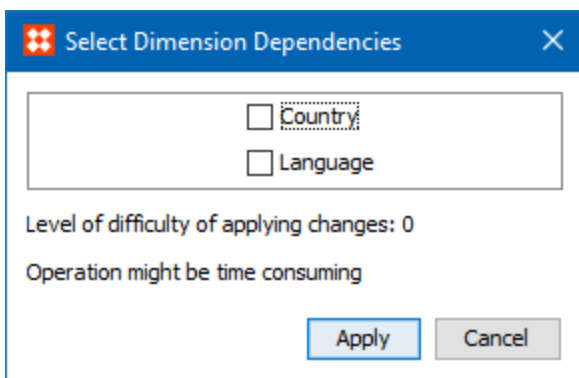 Select Dimension Dependencies
Country
Language
Level of difficulty of applying changes: 0
Operation might be time consuming
Apply Cancel